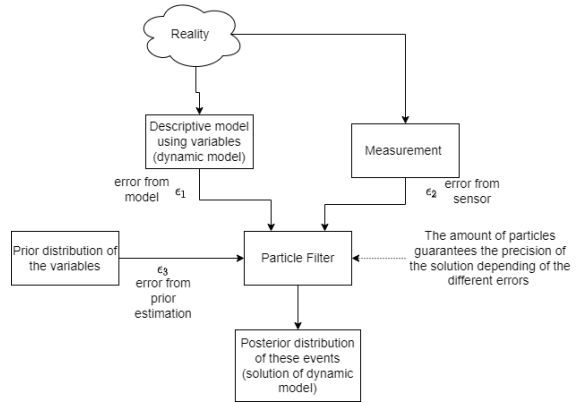 Reality
Descriptive model
using variables
(dynamic model)
Measurement
error from
model ϵ1
ϵ2 error from
sensor
Prior distribution of
the variables
ϵ3
error from
prior
estimation
Particle Filter
The amount of particles
guarantees the precision of
the solution depending of the
different errors
Posterior distribution
of these events
(solution of dynamic
model)